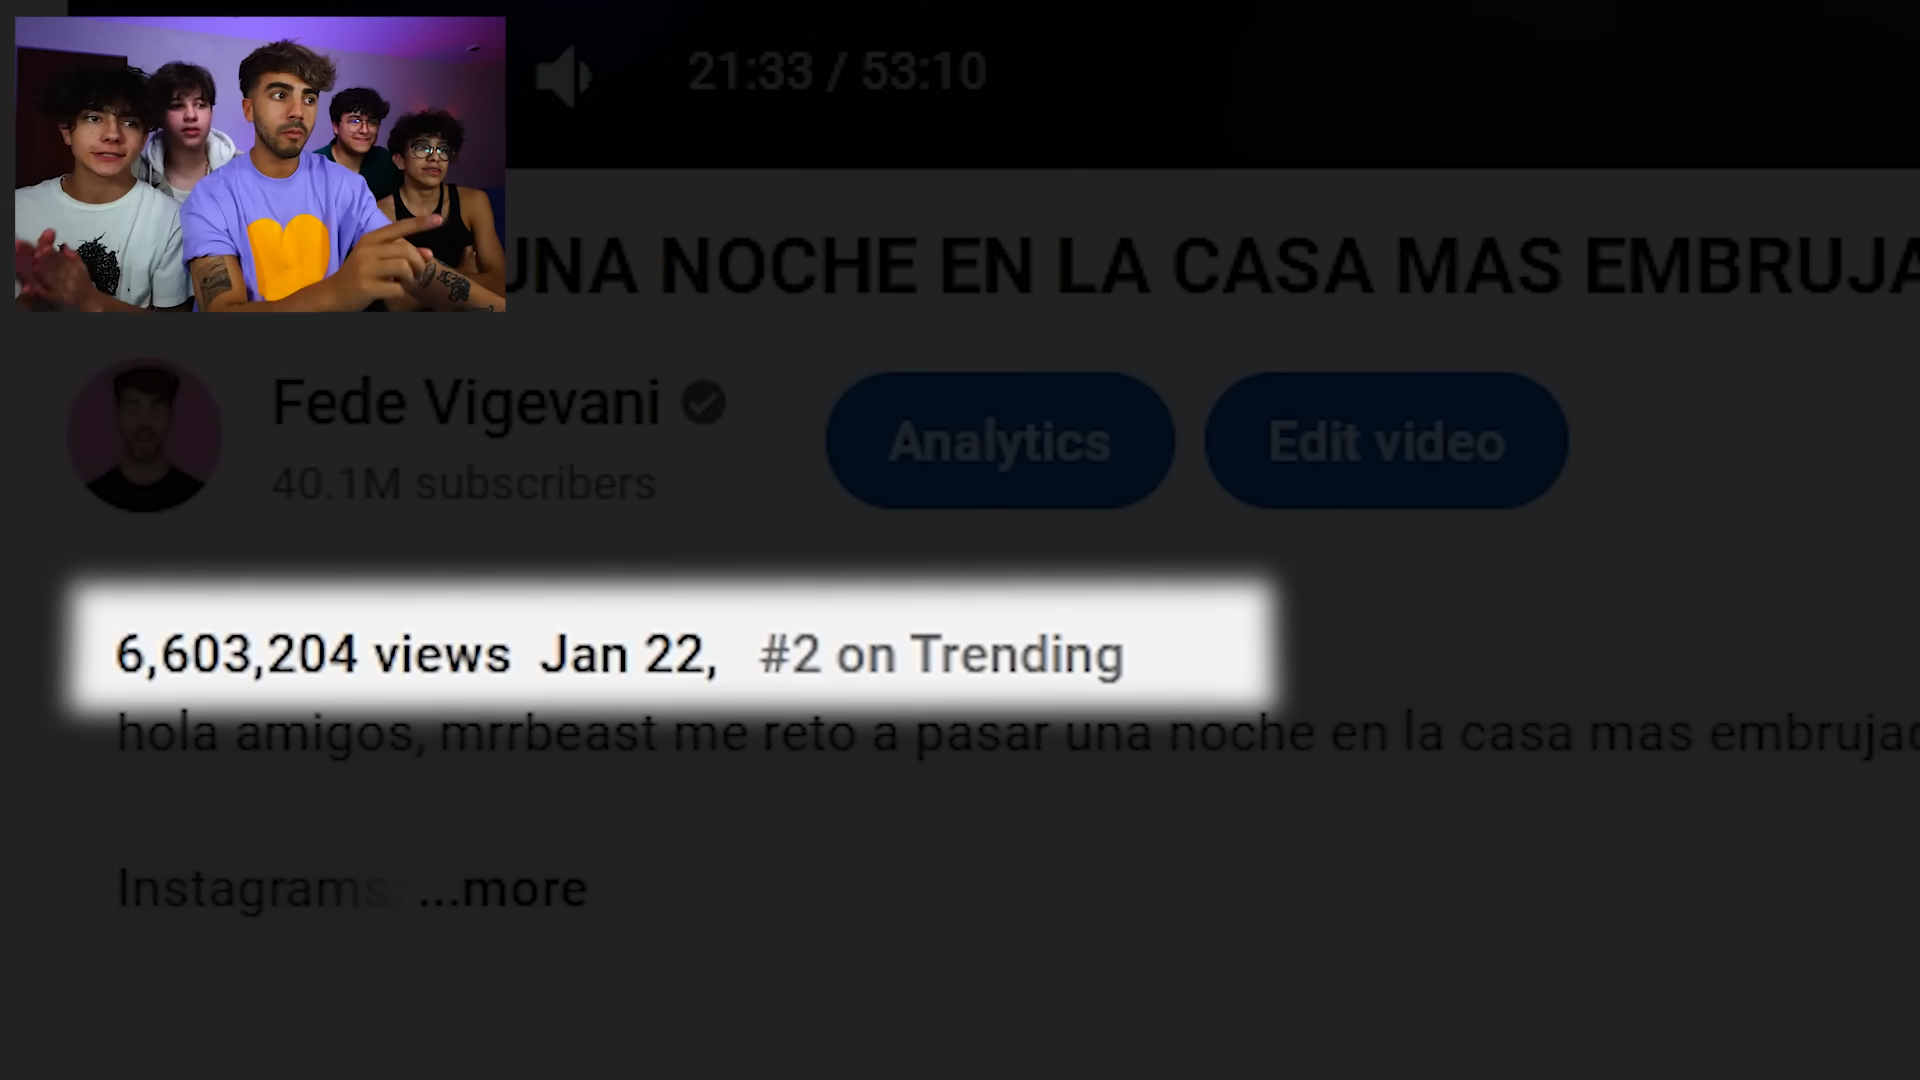 21:33 / 53:10
UNA NOCHE EN LA CASA MAS EMBRUJA
Fede Vigevani
40.1M subscribers
Analytics
Edit video
6,603,204 views Jan 22, #2 on Trending
hola amigos, mrrbeast me reto a pasar una noche en la casa mas embrujad
Instagrams ...more